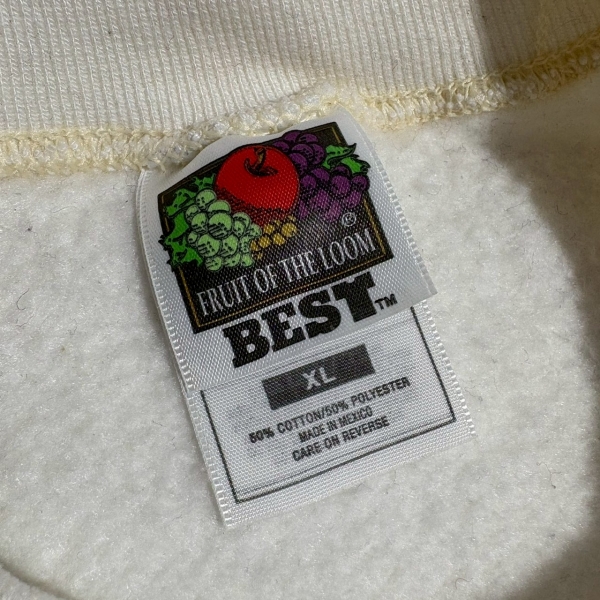 ®
FRUIT OF THE LOOM
BEST™
XL
50% COTTON/50% POLYESTER
MADE IN MEXICO
CARE ON REVERSE